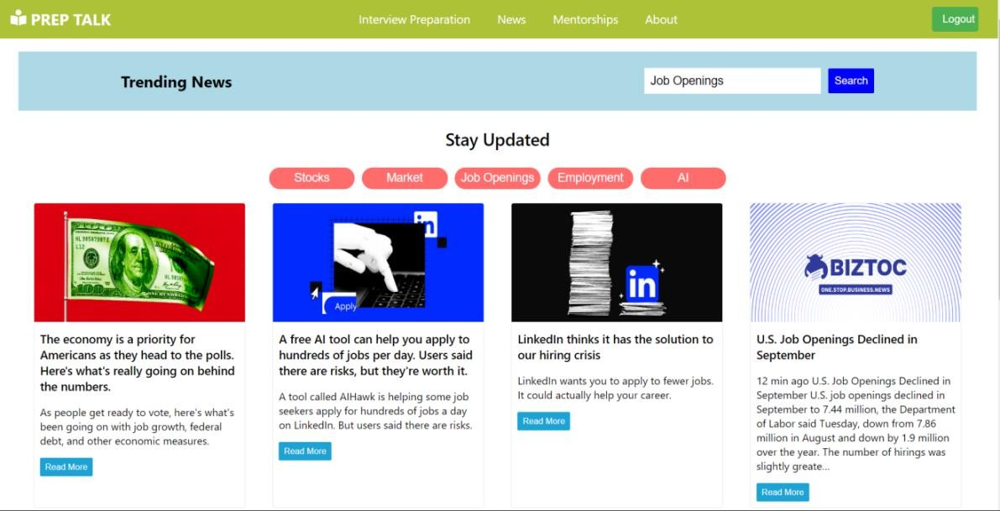 PREP TALK
Interview Preparation
News
Mentorships
About
Logout
Trending News
Job Openings
Search
Stay Updated
Stocks
Market
Job Openings
Employment
AI
HL 90587907E
L12
100
ONE HUNDRED
The economy is a priority for
Americans as they head to the polls.
Here's what's really going on behind
the numbers.
As people get ready to vote, here's what's
been going on with job growth, federal
debt, and other economic measures.
Read More
in
Apply
A free AI tool can help you apply to
hundreds of jobs per day. Users said
there are risks, but they're worth it.
A tool called AIHawk is helping some job
seekers apply for hundreds of jobs a day
on LinkedIn. But users said there are risks.
Read More
in
LinkedIn thinks it has the solution to
our hiring crisis
LinkedIn wants you to apply to fewer jobs.
It could actually help your career.
Read More
BIZTOC
ONE.STOP.BUSINESS.NEWS
U.S. Job Openings Declined in
September
12 min ago U.S. Job Openings Declined in
September U.S. job openings declined in
September to 7.44 million, the Department
of Labor said Tuesday, down from 7.86
million in August and down by 1.9 million
over the year. The number of hirings was
slightly greate...
Read More